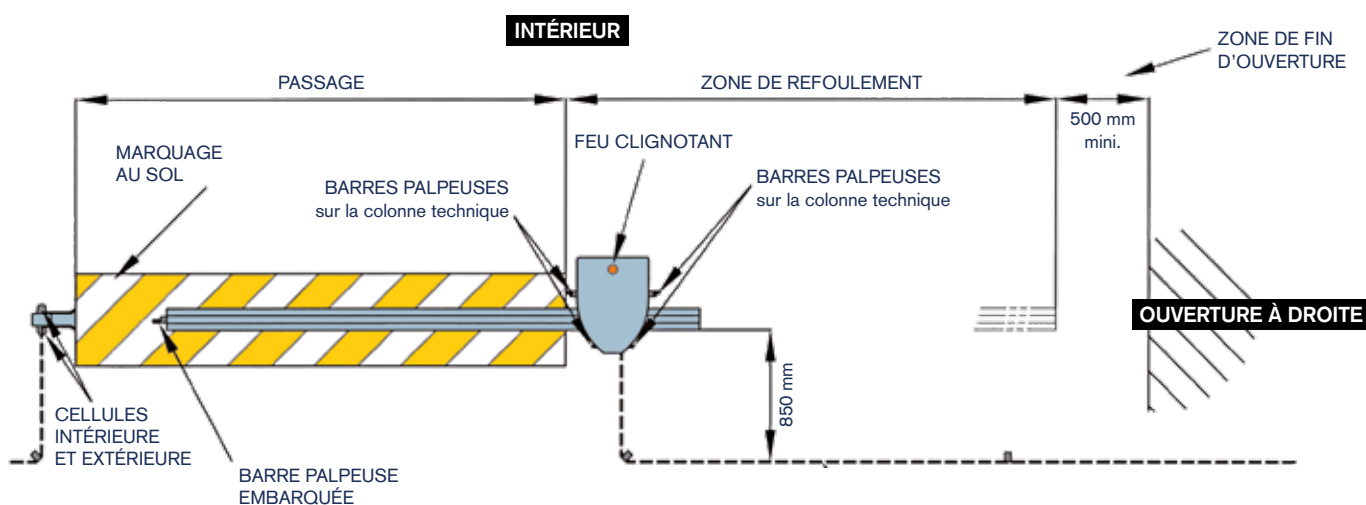 INTÉRIEUR
ZONE DE FIN
D'OUVERTURE
PASSAGE
ZONE DE REFOULEMENT
500 mm
mini.
MARQUAGE
AU SOL
FEU CLIGNOTANT
BARRES PALPEUSES
sur la colonne technique
BARRES PALPEUSES
sur la colonne technique
OUVERTURE À DROITE
850 mm
CELLULES
INTÉRIEURE
ET EXTÉRIEURE
BARRE PALPEUSE
EMBARQUÉE